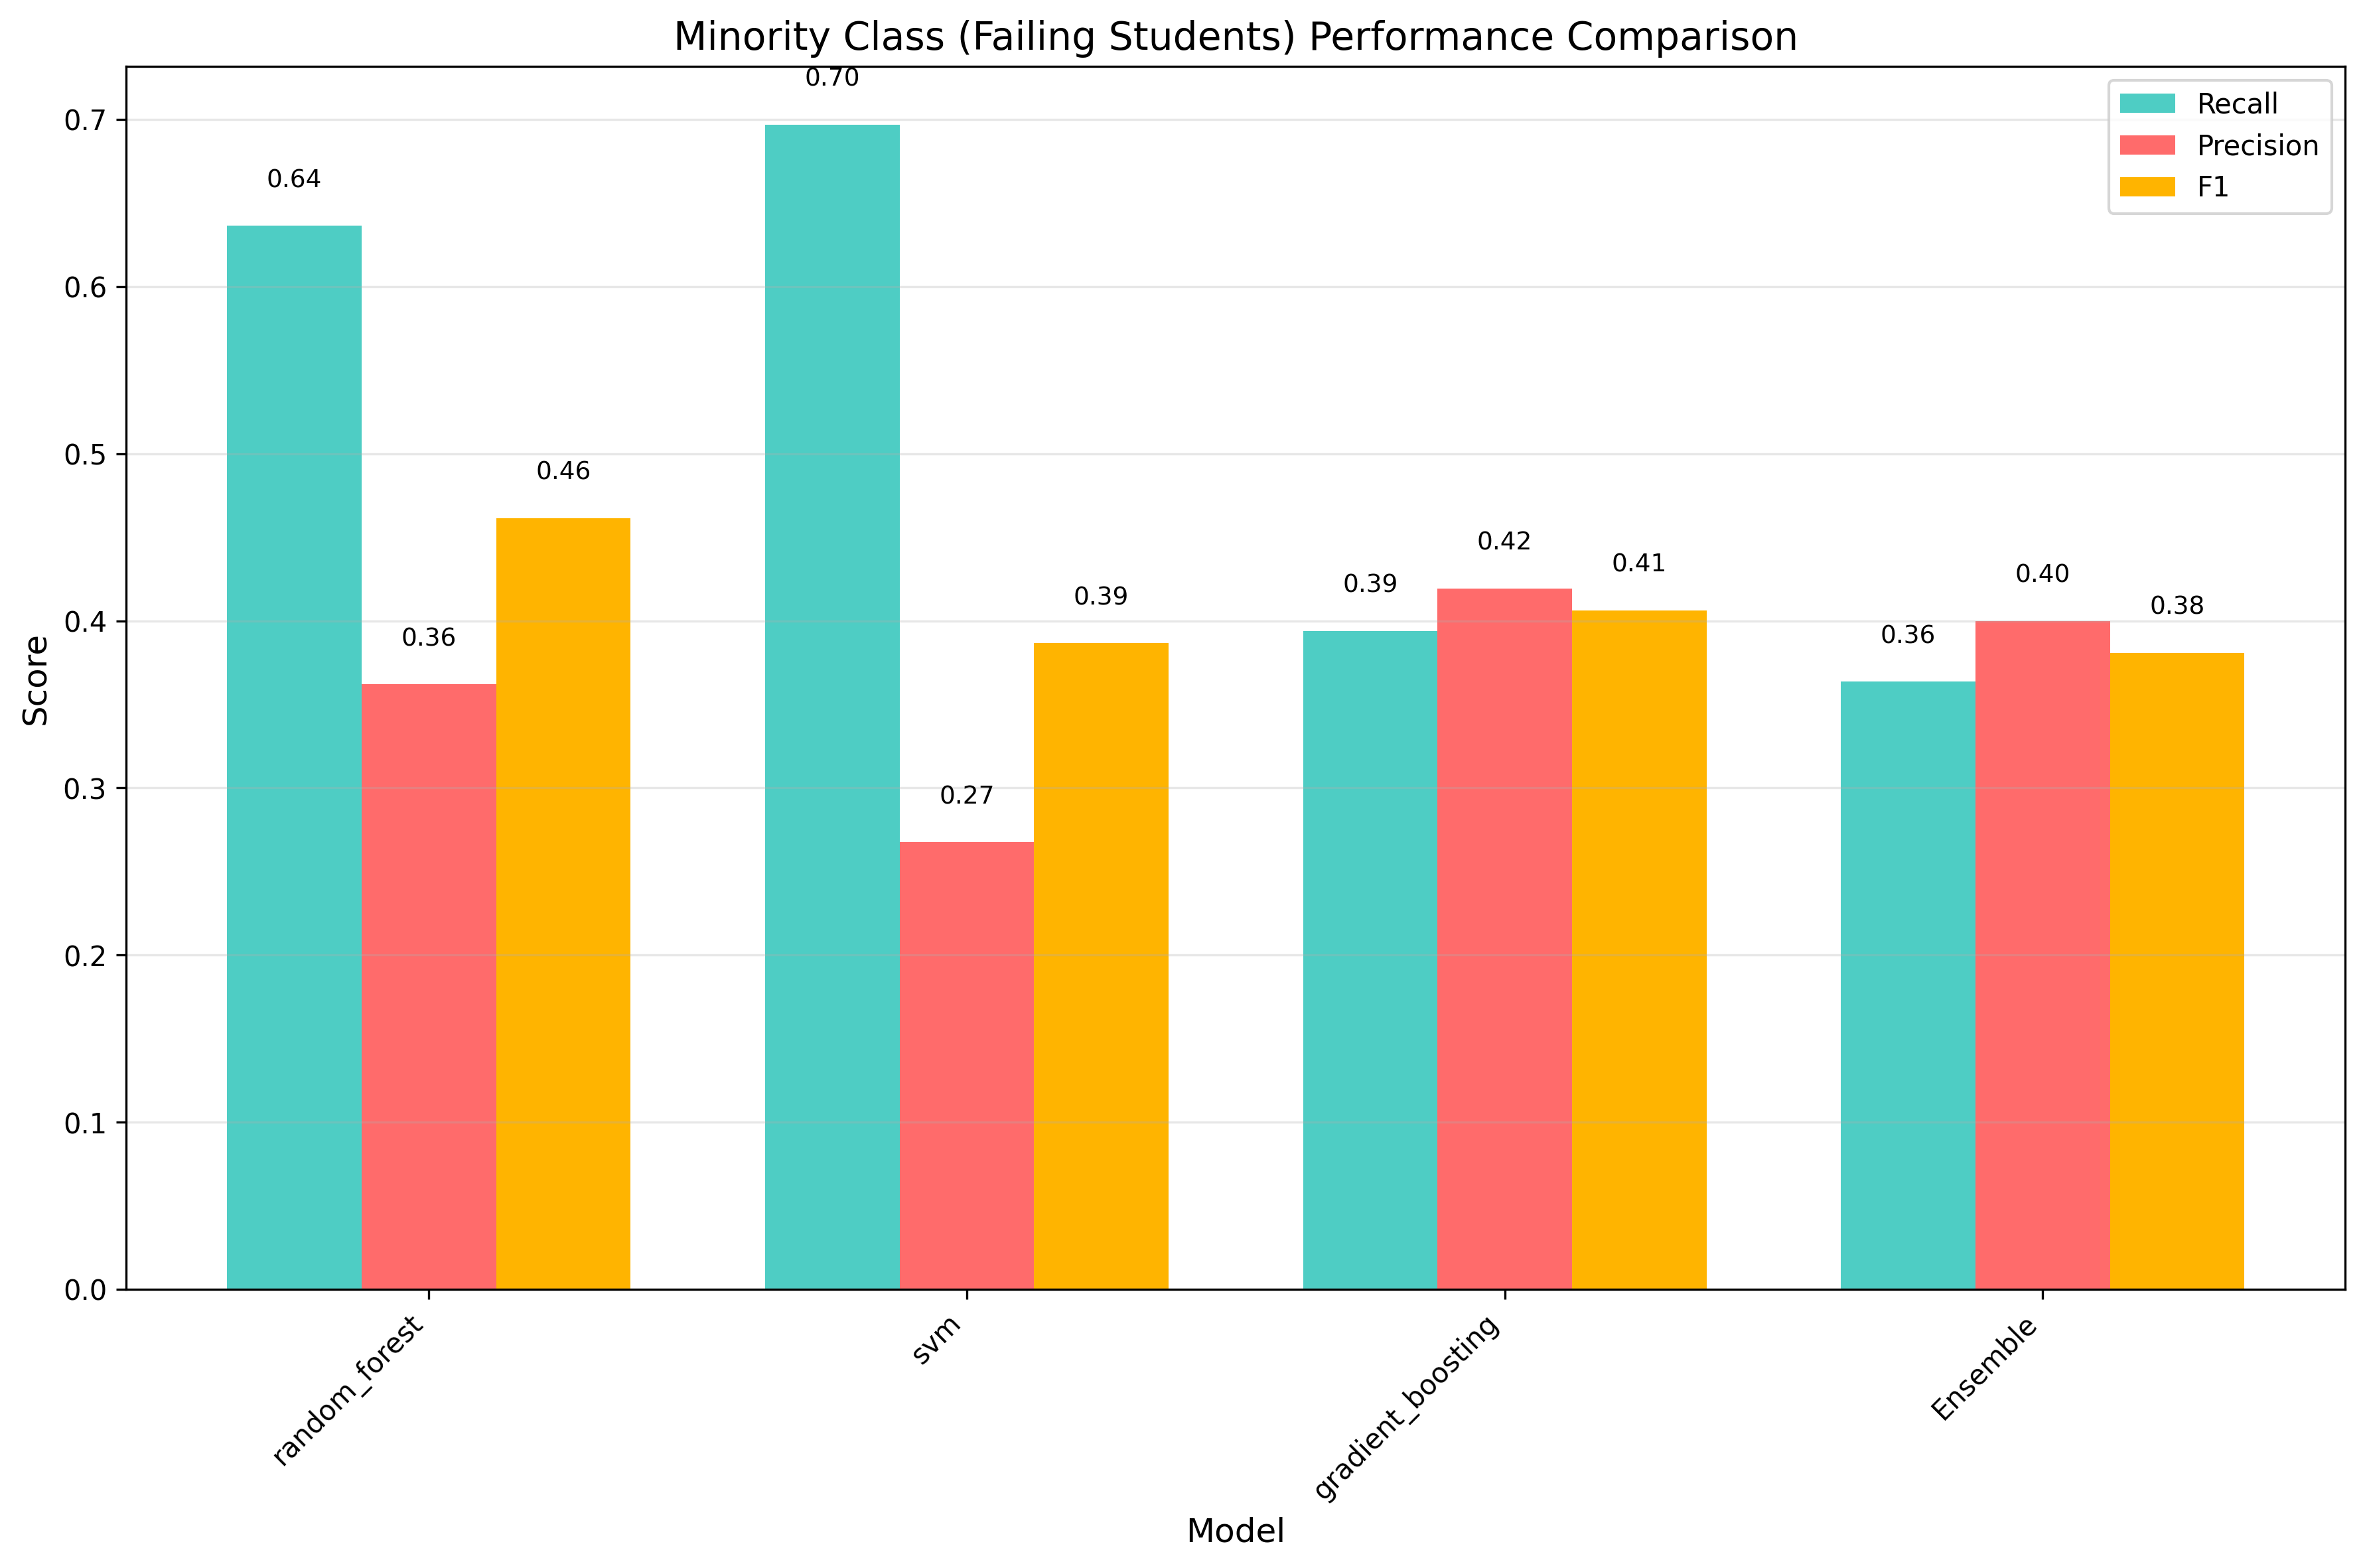 Minority Class (Failing Students) Performance Comparison
Recall
Precision
F1
Score
0.7
0.6
0.5
0.4
0.3
0.2
0.1
0.0
0.64
0.36
0.46
0.70
0.27
0.39
0.39
0.42
0.41
0.36
0.40
0.38
random_forest
svm
gradient_boosting
Ensemble
Model